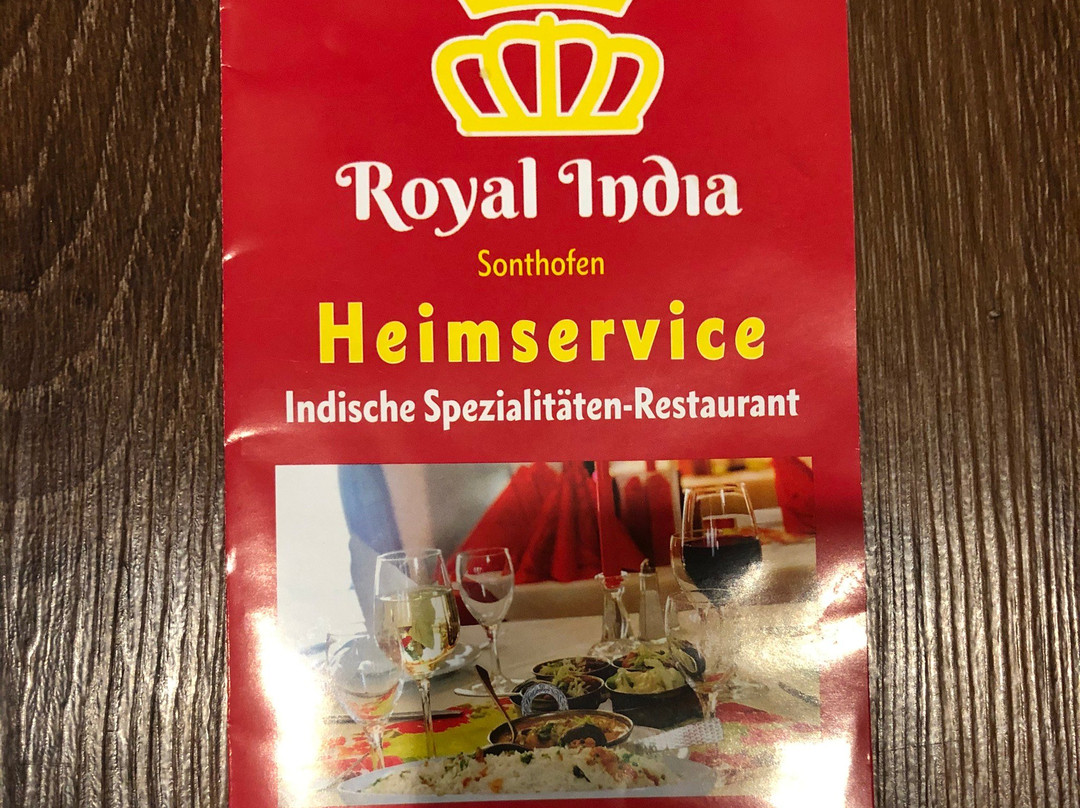 Royal India
Sonthofen
Heimservice
Indische Spezialitäten-Restaurant